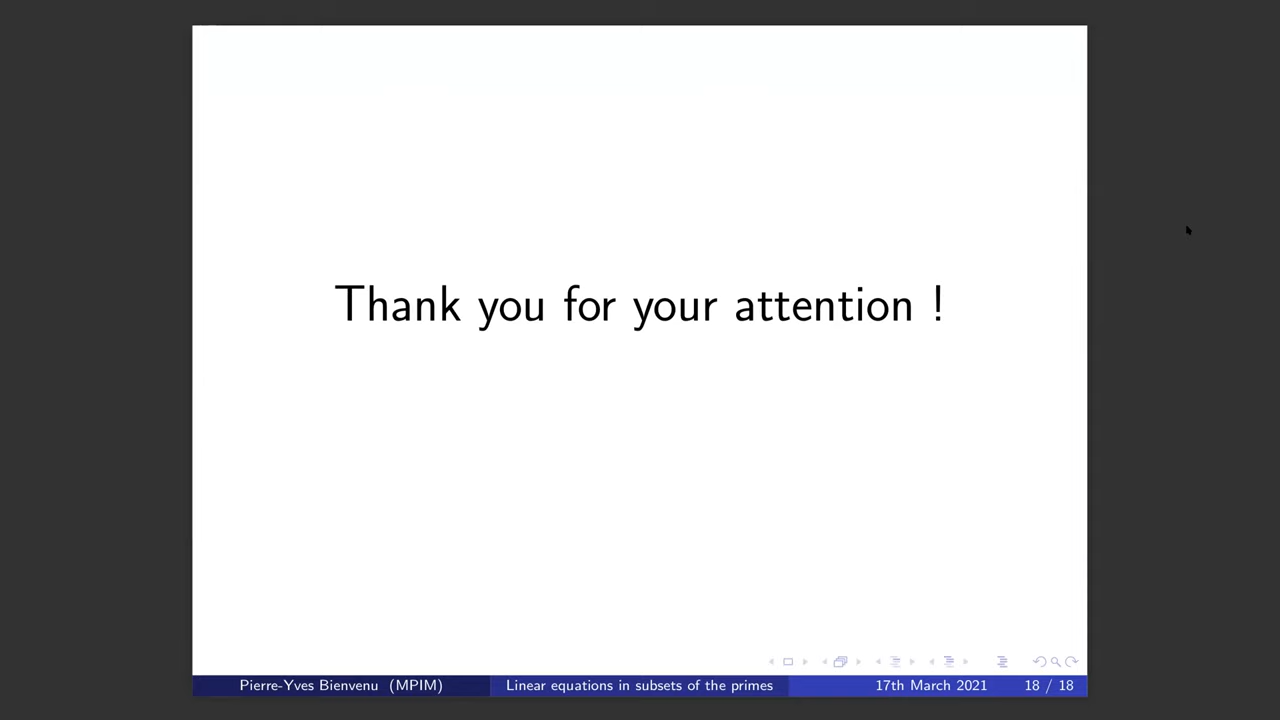 Thank you for your attention !
Pierre-Yves Bienvenu (MPIM) Linear equations in subsets of the primes 17th March 2021 18 / 18